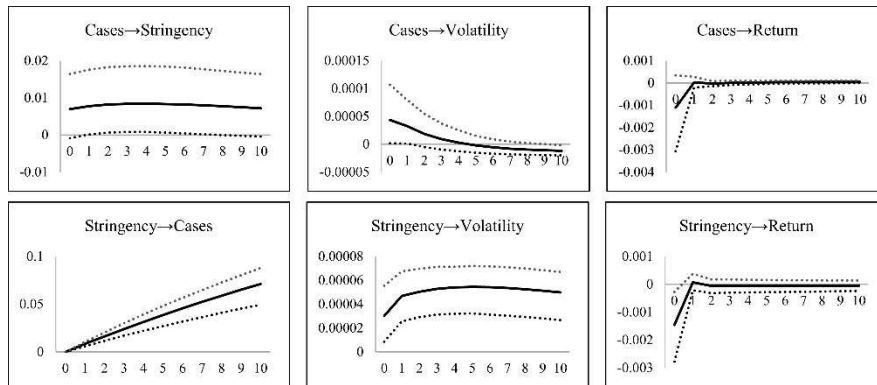 Cases→Stringency
0.02
0.01
0
-0.01
0 1 2 3 4 5 6 7 8 9 10
Cases→Volatility
0.00015
0.0001
0.00005
0
-0.00005
0 1 2 3 4 5 6 7 8 9 10
Cases→Return
0.001
0
-0.001
-0.002
-0.003
-0.004
0 1 2 3 4 5 6 7 8 9 10
Stringency→Cases
0.1
0.05
0
0 1 2 3 4 5 6 7 8 9 10
Stringency→Volatility
0.00008
0.00006
0.00004
0.00002
0
0 1 2 3 4 5 6 7 8 9 10
Stringency→Return
0.001
0
-0.001
-0.002
-0.003
0 1 2 3 4 5 6 7 8 9 10